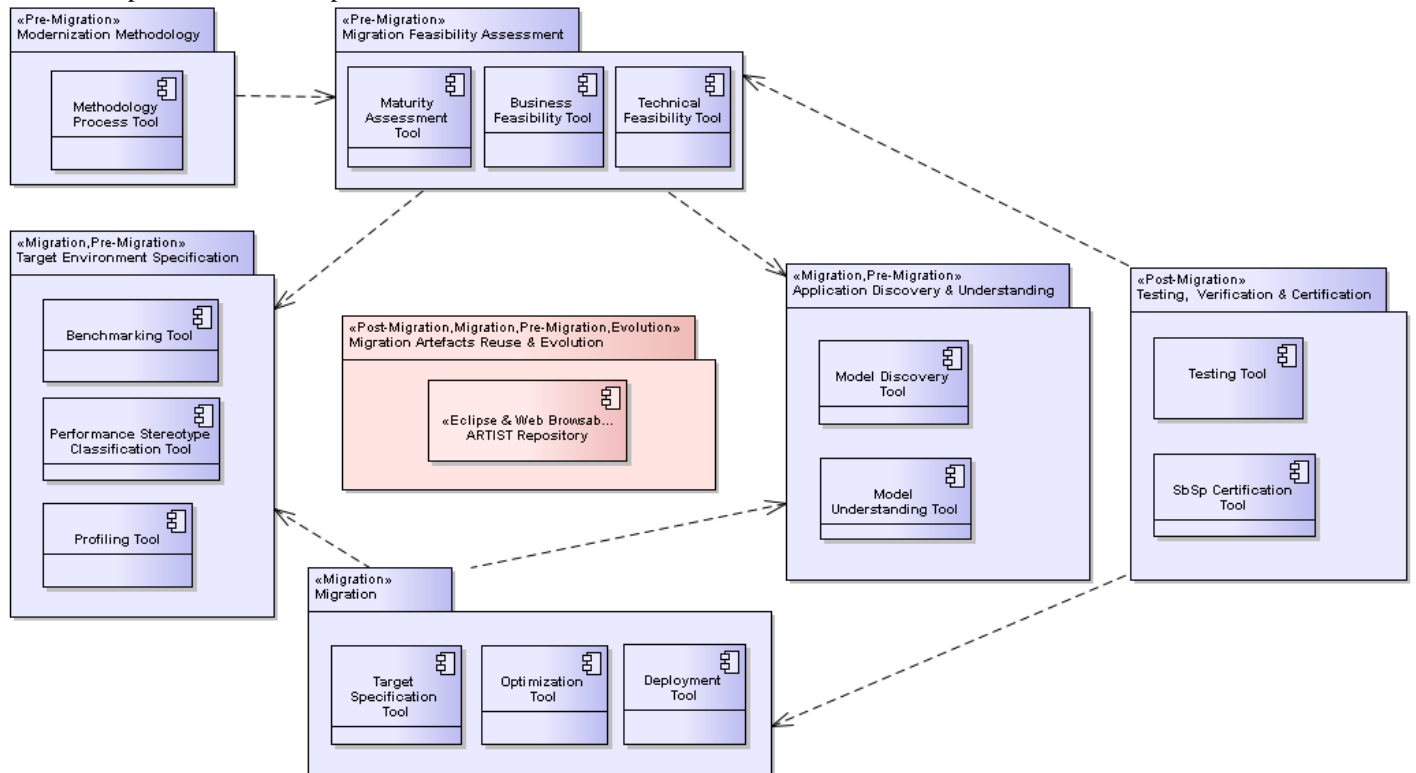 «Pre-Migration»
Modernization Methodology
Methodology
Process Tool
«Pre-Migration»
Migration Feasibility Assessment
Maturity
Assessment
Tool
Business
Feasibility Tool
Technical
Feasibility Tool
«Migration,Pre-Migration»
Target Environment Specification
Benchmarking Tool
Performance Stereotype
Classification Tool
Profiling Tool
«Post-Migration,Migration,Pre-Migration,Evolution»
Migration Artefacts Reuse & Evolution
«Eclipse & Web Browsab...
ARTIST Repository
«Migration,Pre-Migration»
Application Discovery & Understanding
Model Discovery
Tool
Model
Understanding Tool
«Post-Migration»
Testing, Verification & Certification
Testing Tool
SbSp Certification
Tool
«Migration»
Migration
Target
Specification
Tool
Optimization
Tool
Deployment
Tool